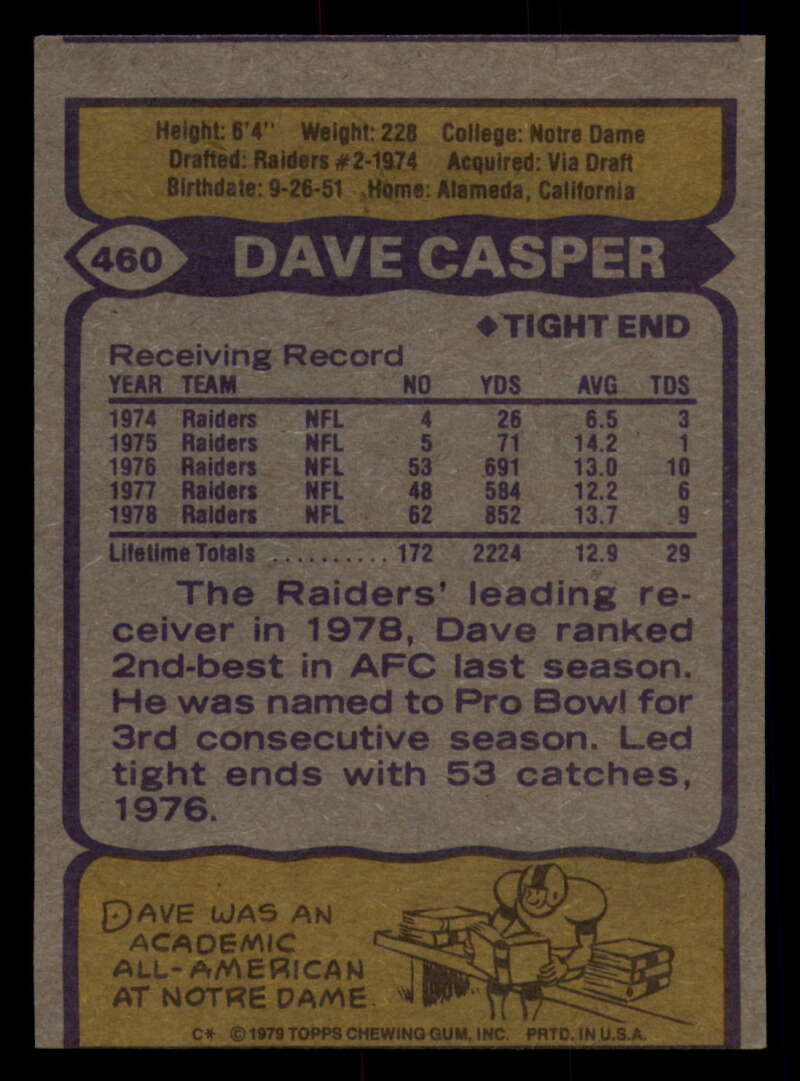 Height: 6'4" Weight: 228 College: Notre Dame
Drafted: Raiders #2-1974 Acquired: Via Draft
Birthdate: 9-26-51 Home: Alameda, California
460 DAVE CASPER
◆TIGHT END
Receiving Record
YEAR TEAM NO YDS AVG TDS
1974 Raiders NFL 4 26 6.5 3
1975 Raiders NFL 5 71 14.2 1
1976 Raiders NFL 53 691 13.0 10
1977 Raiders NFL 48 584 12.2 6
1978 Raiders NFL 62 852 13.7 9
Lifetime Totals .......... 172 2224 12.9 29
The Raiders' leading re-
ceiver in 1978, Dave ranked
2nd-best in AFC last season.
He was named to Pro Bowl for
3rd consecutive season. Led
tight ends with 53 catches,
1976.
DAVE WAS AN
ACADEMIC
ALL-AMERICAN
AT NOTRE DAME.
C* © 1979 TOPPS CHEWING GUM, INC. PRTD. IN U.S.A.